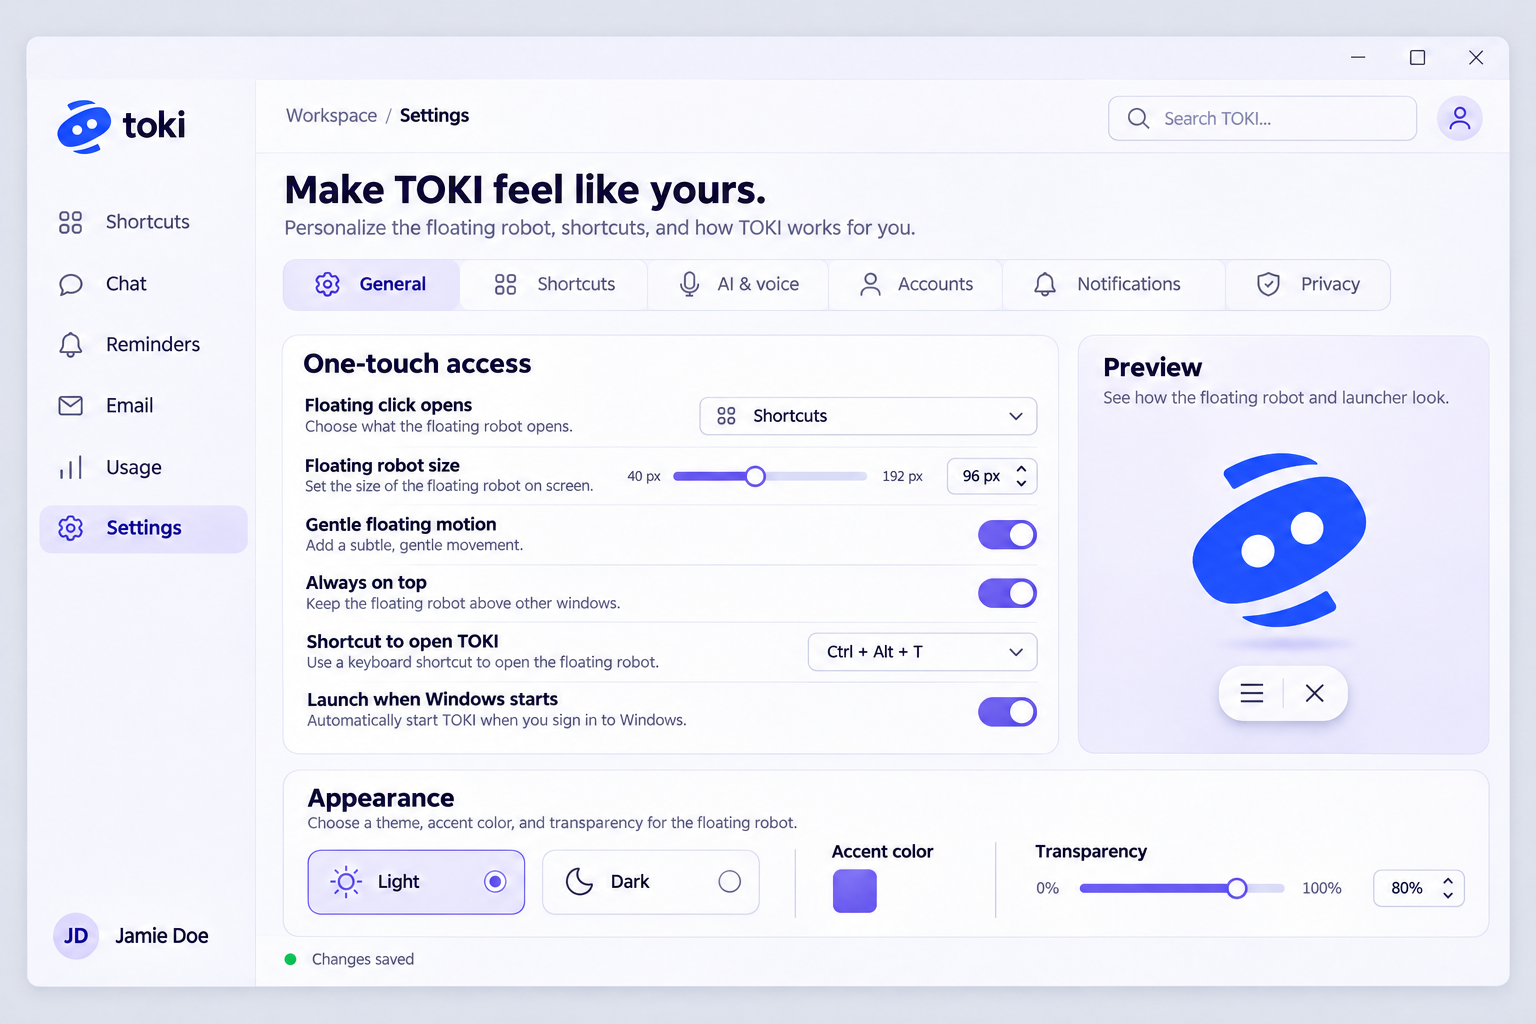 toki
Workspace / Settings
Search TOKI...
Shortcuts
Chat
Reminders
Email
Usage
Settings
JD
Jamie Doe
Make TOKI feel like yours.
Personalize the floating robot, shortcuts, and how TOKI works for you.
General
Shortcuts
AI & voice
Accounts
Notifications
Privacy
One-touch access
Floating click opens
Choose what the floating robot opens.
Shortcuts
Floating robot size
Set the size of the floating robot on screen.
40 px
192 px
96 px
Gentle floating motion
Add a subtle, gentle movement.
Always on top
Keep the floating robot above other windows.
Shortcut to open TOKI
Use a keyboard shortcut to open the floating robot.
Ctrl + Alt + T
Launch when Windows starts
Automatically start TOKI when you sign in to Windows.
Preview
See how the floating robot and launcher look.
Appearance
Choose a theme, accent color, and transparency for the floating robot.
Light
Dark
Accent color
Transparency
0%
100%
80%
Changes saved